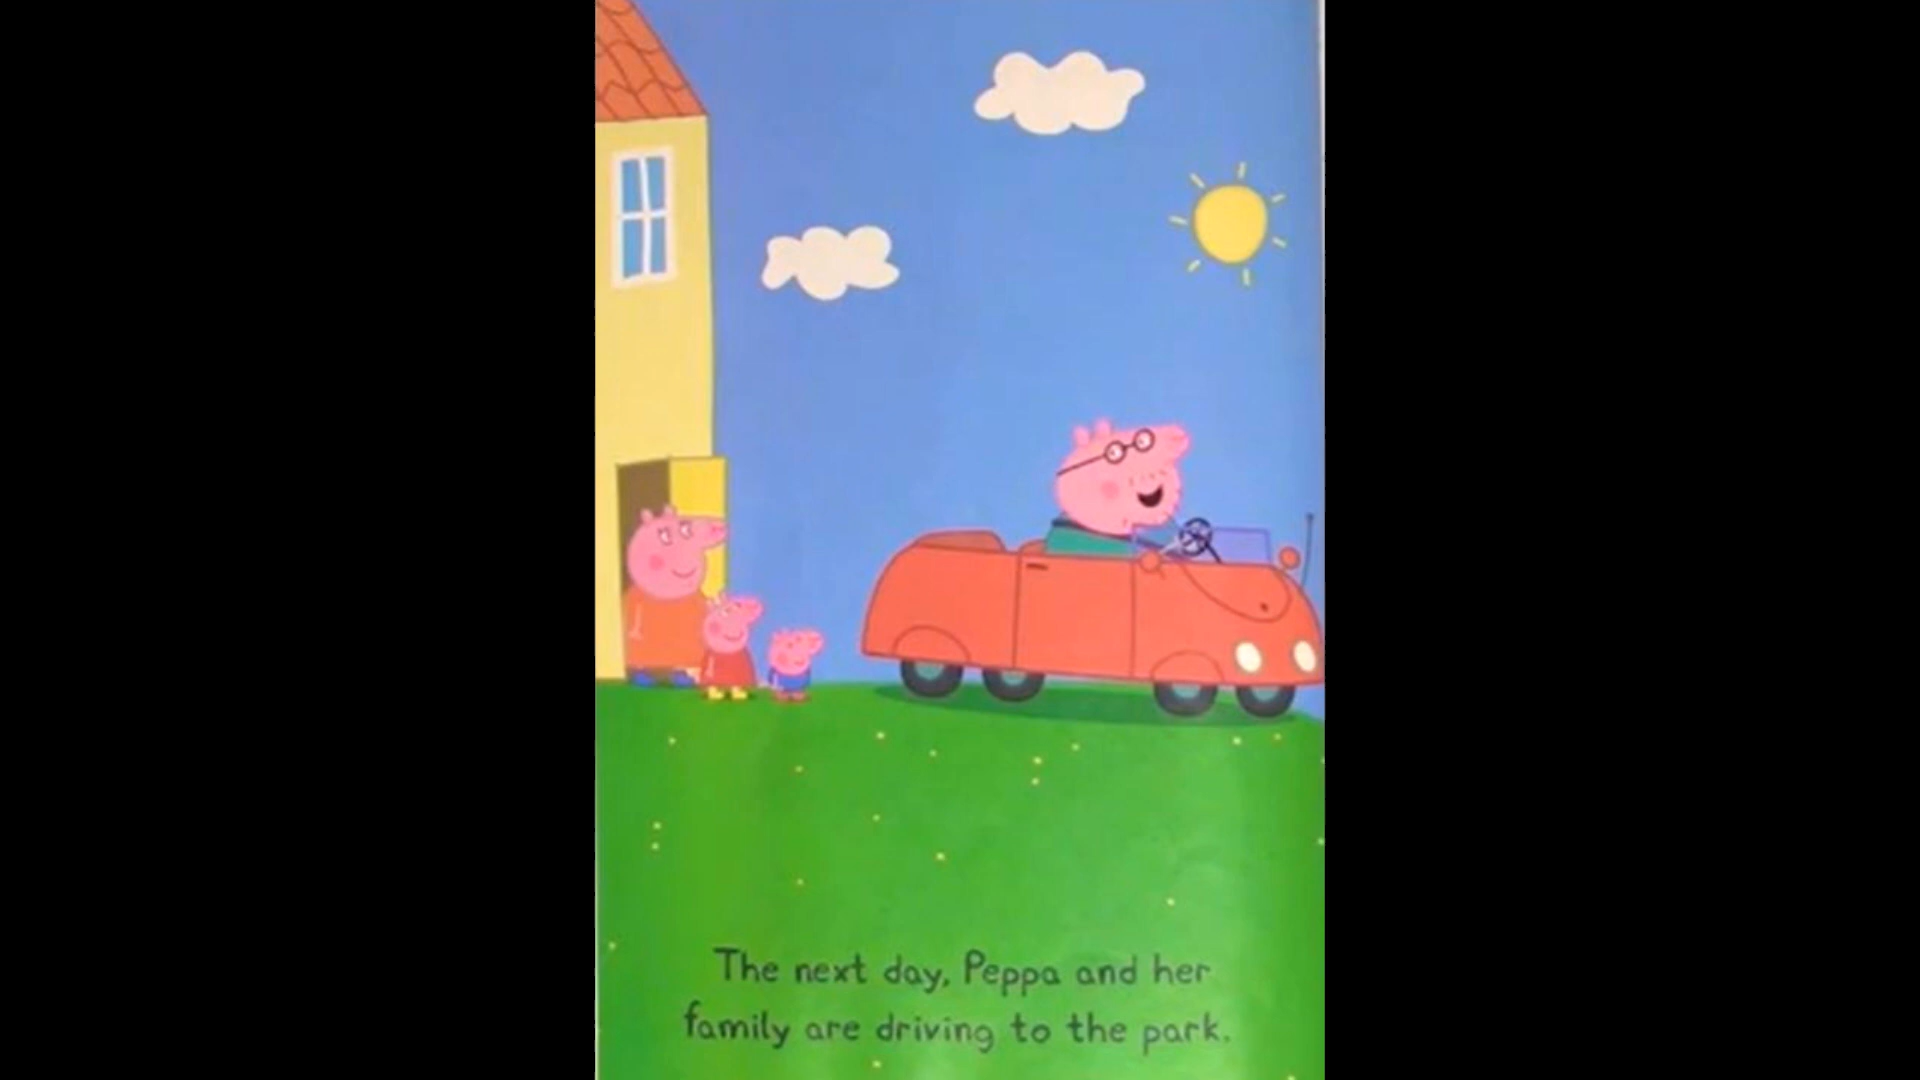 The next day, Peppa and her
family are driving to the park.